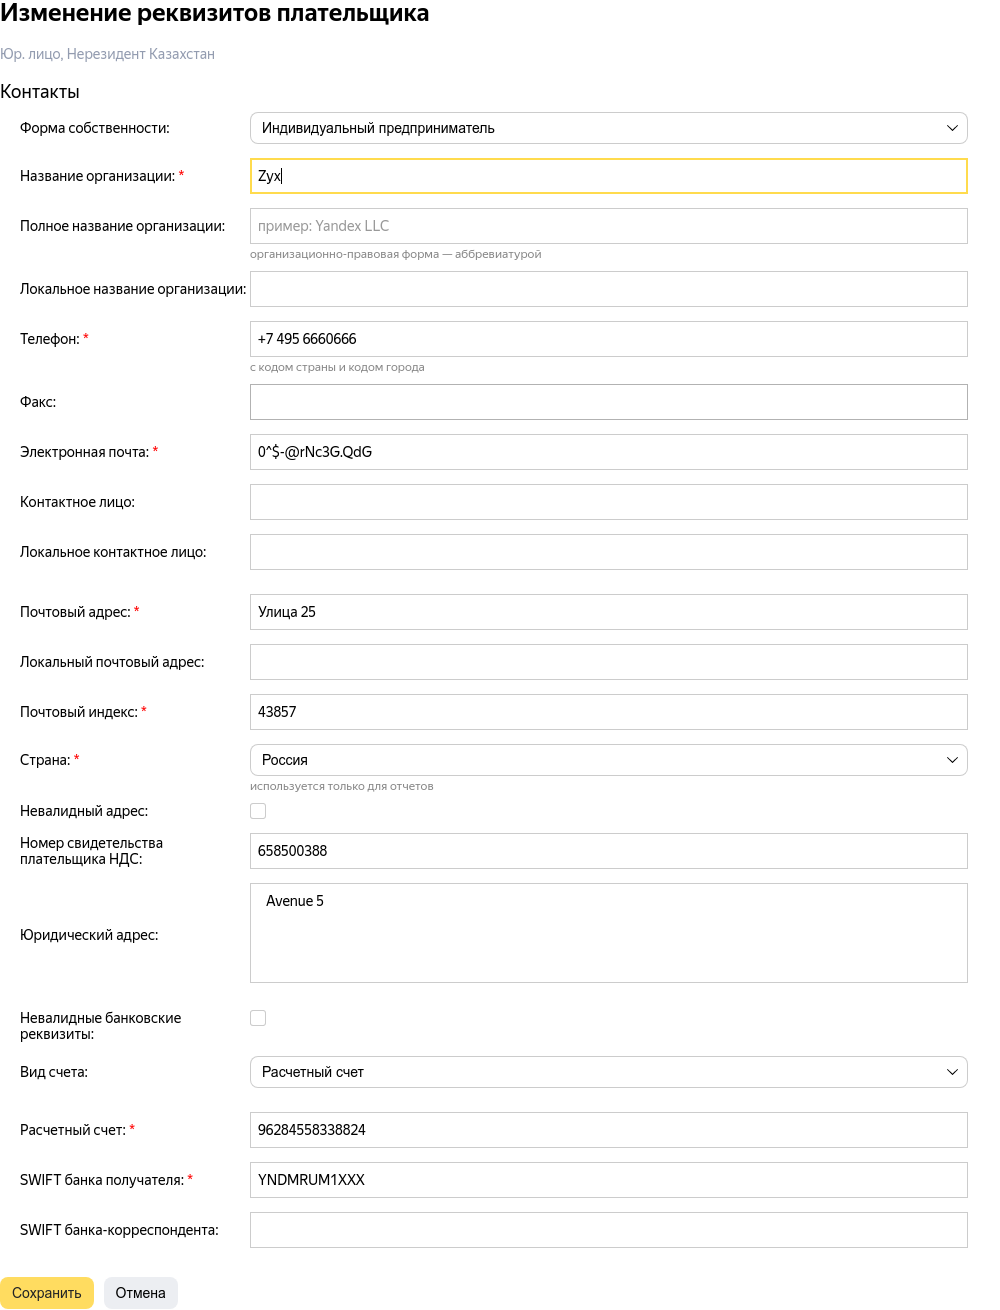 Изменение реквизитов плательщика
Юр. лицо, Нерезидент Казахстан
Контакты
Форма собственности: Индивидуальный предприниматель
Название организации: * Zyx
Полное название организации: пример: Yandex LLC
организационно-правовая форма — аббревиатурой
Локальное название организации:
Телефон: * +7 495 6660666
с кодом страны и кодом города
Факс:
Электронная почта: * 0^$-@rNc3G.QdG
Контактное лицо:
Локальное контактное лицо:
Почтовый адрес: * Улица 25
Локальный почтовый адрес:
Почтовый индекс: * 43857
Страна: * Россия
используется только для отчетов
Невалидный адрес:
Номер свидетельства
плательщика НДС: 658500388
Avenue 5
Юридический адрес:
Невалидные банковские
реквизиты:
Вид счета: Расчетный счет
Расчетный счет: * 96284558338824
SWIFT банка получателя: * YNDMRUM1XXX
SWIFT банка-корреспондента:
Сохранить Отмена